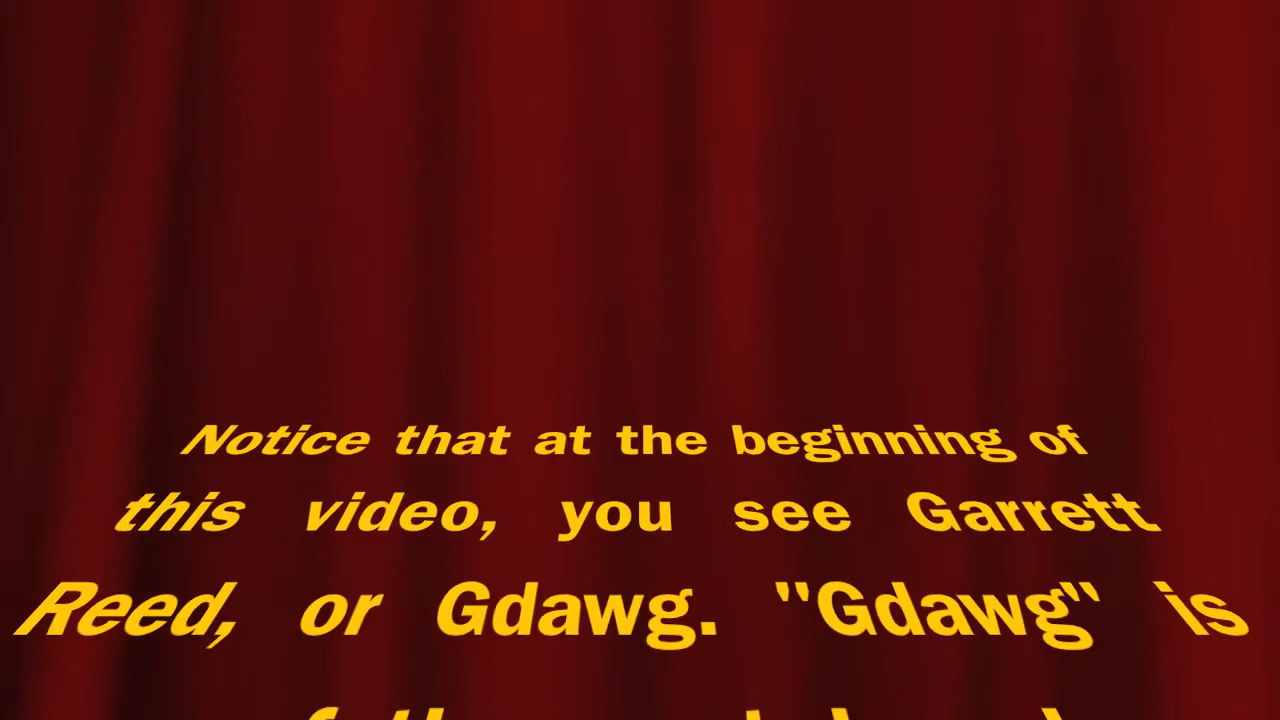 Notice that at the beginning of
this video, you see Garrett
Reed, or Gdawg. "Gdawg" is